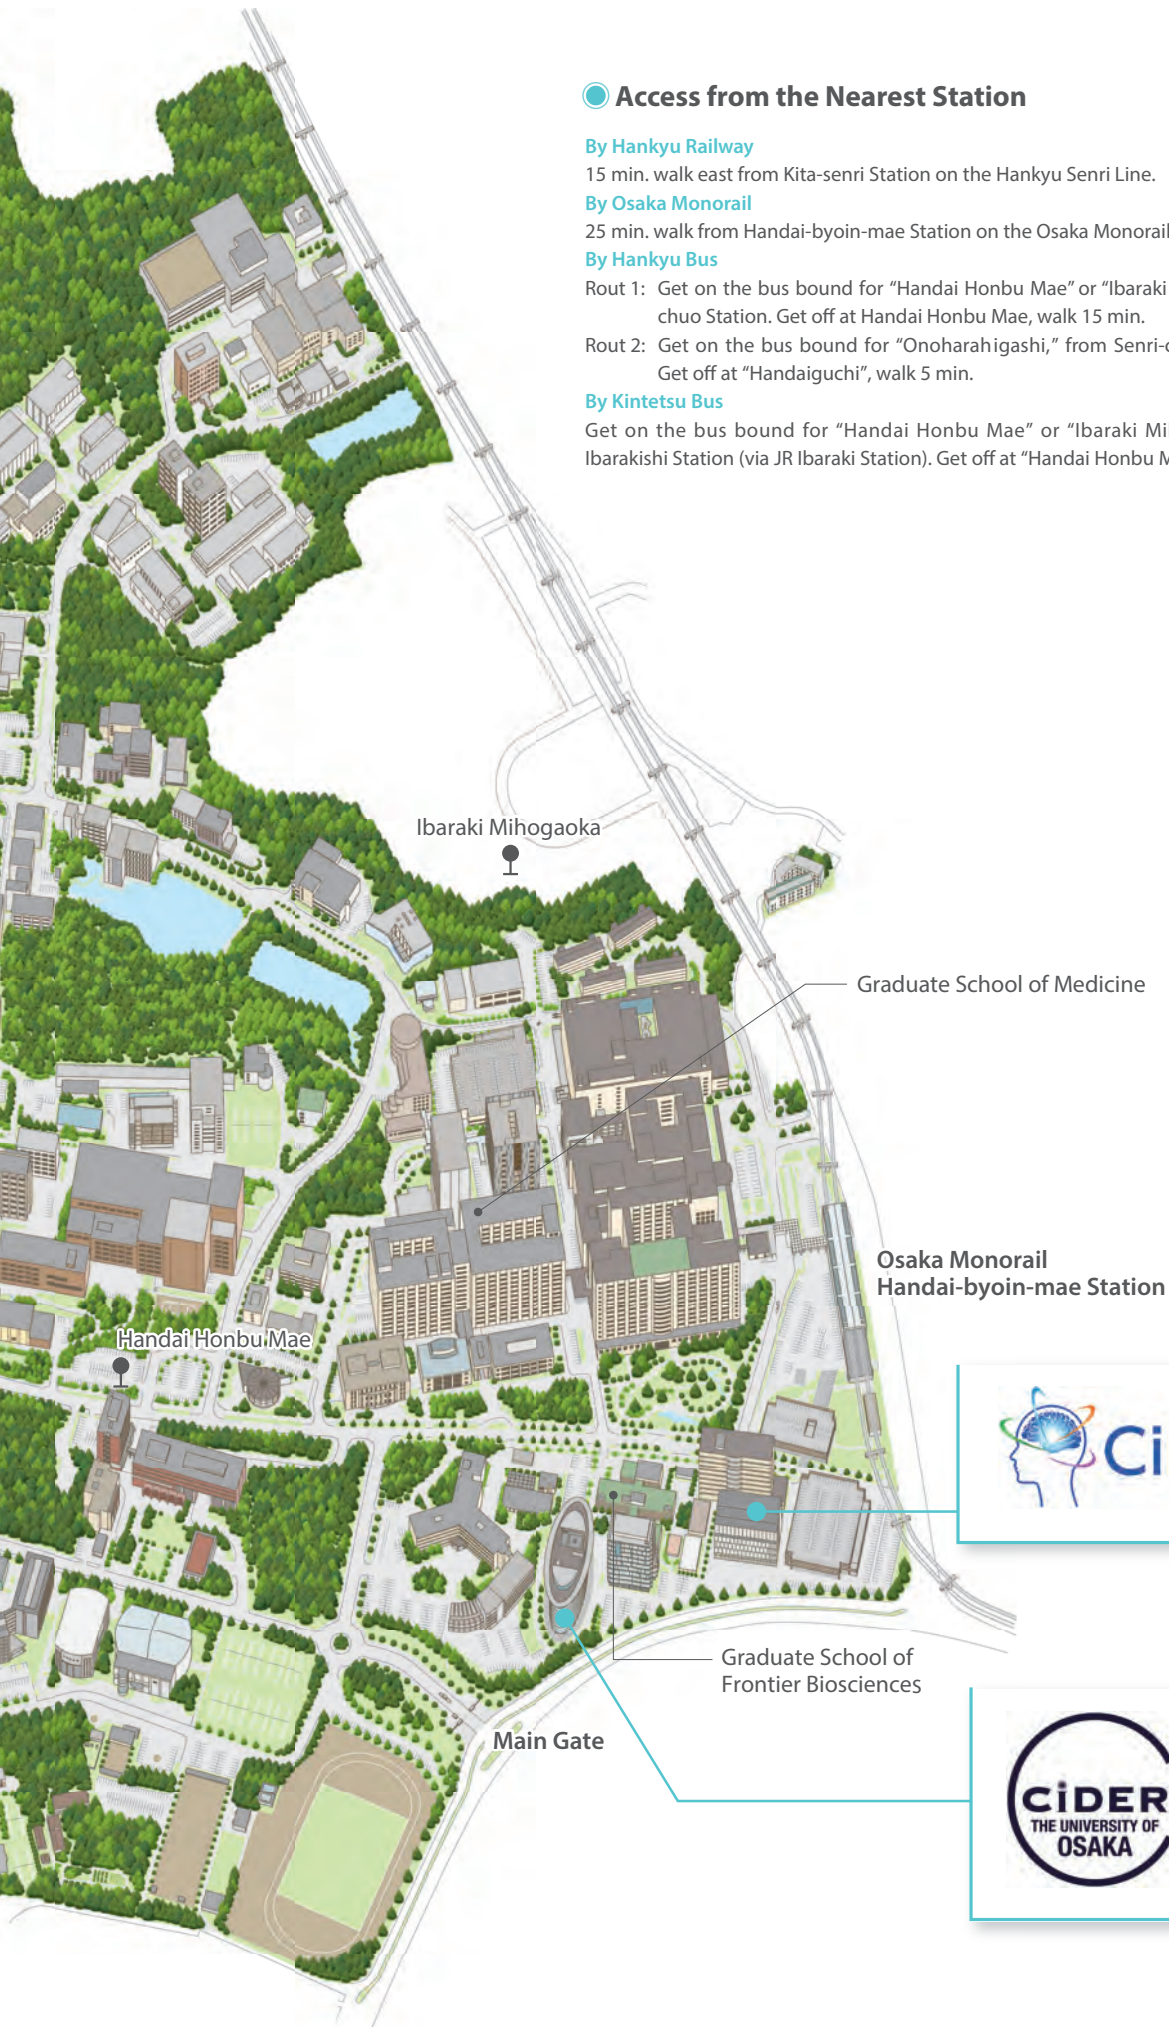 Access from the Nearest Station
By Hankyu Railway
15 min. walk east from Kita-senri Station on the Hankyu Senri Line.
By Osaka Monorail
25 min. walk from Handai-byoin-mae Station on the Osaka Monorail
By Hankyu Bus
Rout 1: Get on the bus bound for “Handai Honbu Mae” or “Ibaraki
chuo Station. Get off at Handai Honbu Mae, walk 15 min.
Rout 2: Get on the bus bound for “Onoharahigashi,” from Senri-
Get off at “Handaiguchi”, walk 5 min.
By Kintetsu Bus
Get on the bus bound for “Handai Honbu Mae” or “Ibaraki
Ibarakishi Station (via JR Ibaraki Station). Get off at “Handai Honbu
Ibaraki Mihogaoka
Graduate School of Medicine
Osaka Monorail
Handai-byoin-mae Station
Handai Honbu Mae
Ci
Graduate School of
Frontier Biosciences
Main Gate
CiDER
THE UNIVERSITY OF
OSAKA